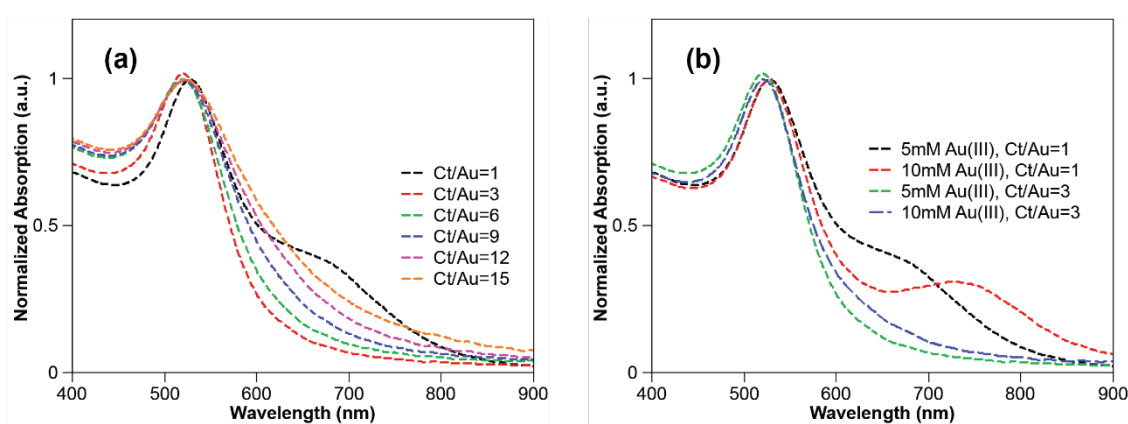 (a)
Normalized Absorption (a.u.)
1
0.5
0
Ct/Au=1
Ct/Au=3
Ct/Au=6
Ct/Au=9
Ct/Au=12
Ct/Au=15
400 500 600 700 800 900
Wavelength (nm)
(b)
Normalized Absorption (a.u.)
1
0.5
0
5mM Au(III), Ct/Au=1
10mM Au(III), Ct/Au=1
5mM Au(III), Ct/Au=3
10mM Au(III), Ct/Au=3
400 500 600 700 800 900
Wavelength (nm)